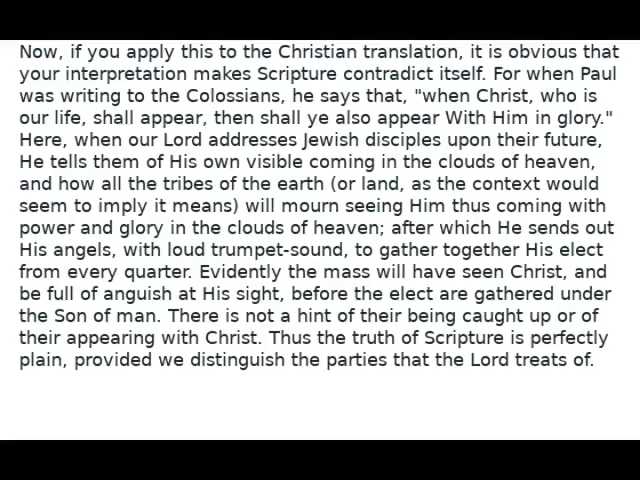 Now, if you apply this to the Christian translation, it is obvious that
your interpretation makes Scripture contradict itself. For when Paul
was writing to the Colossians, he says that, "when Christ, who is
our life, shall appear, then shall ye also appear With Him in glory."
Here, when our Lord addresses Jewish disciples upon their future,
He tells them of His own visible coming in the clouds of heaven,
and how all the tribes of the earth (or land, as the context would
seem to imply it means) will mourn seeing Him thus coming with
power and glory in the clouds of heaven; after which He sends out
His angels, with loud trumpet-sound, to gather together His elect
from every quarter. Evidently the mass will have seen Christ, and
be full of anguish at His sight, before the elect are gathered under
the Son of man. There is not a hint of their being caught up or of
their appearing with Christ. Thus the truth of Scripture is perfectly
plain, provided we distinguish the parties that the Lord treats of.